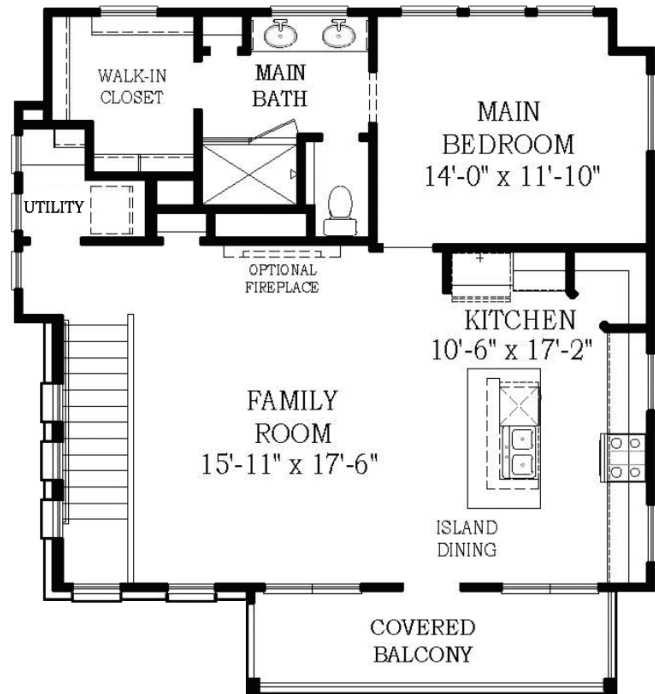 WALK-IN
CLOSET
MAIN
BATH
MAIN
BEDROOM
14'-0" x 11'-10"
UTILITY
OPTIONAL
FIREPLACE
KITCHEN
10'-6" x 17'-2"
FAMILY
ROOM
15'-11" x 17'-6"
ISLAND
DINING
COVERED
BALCONY